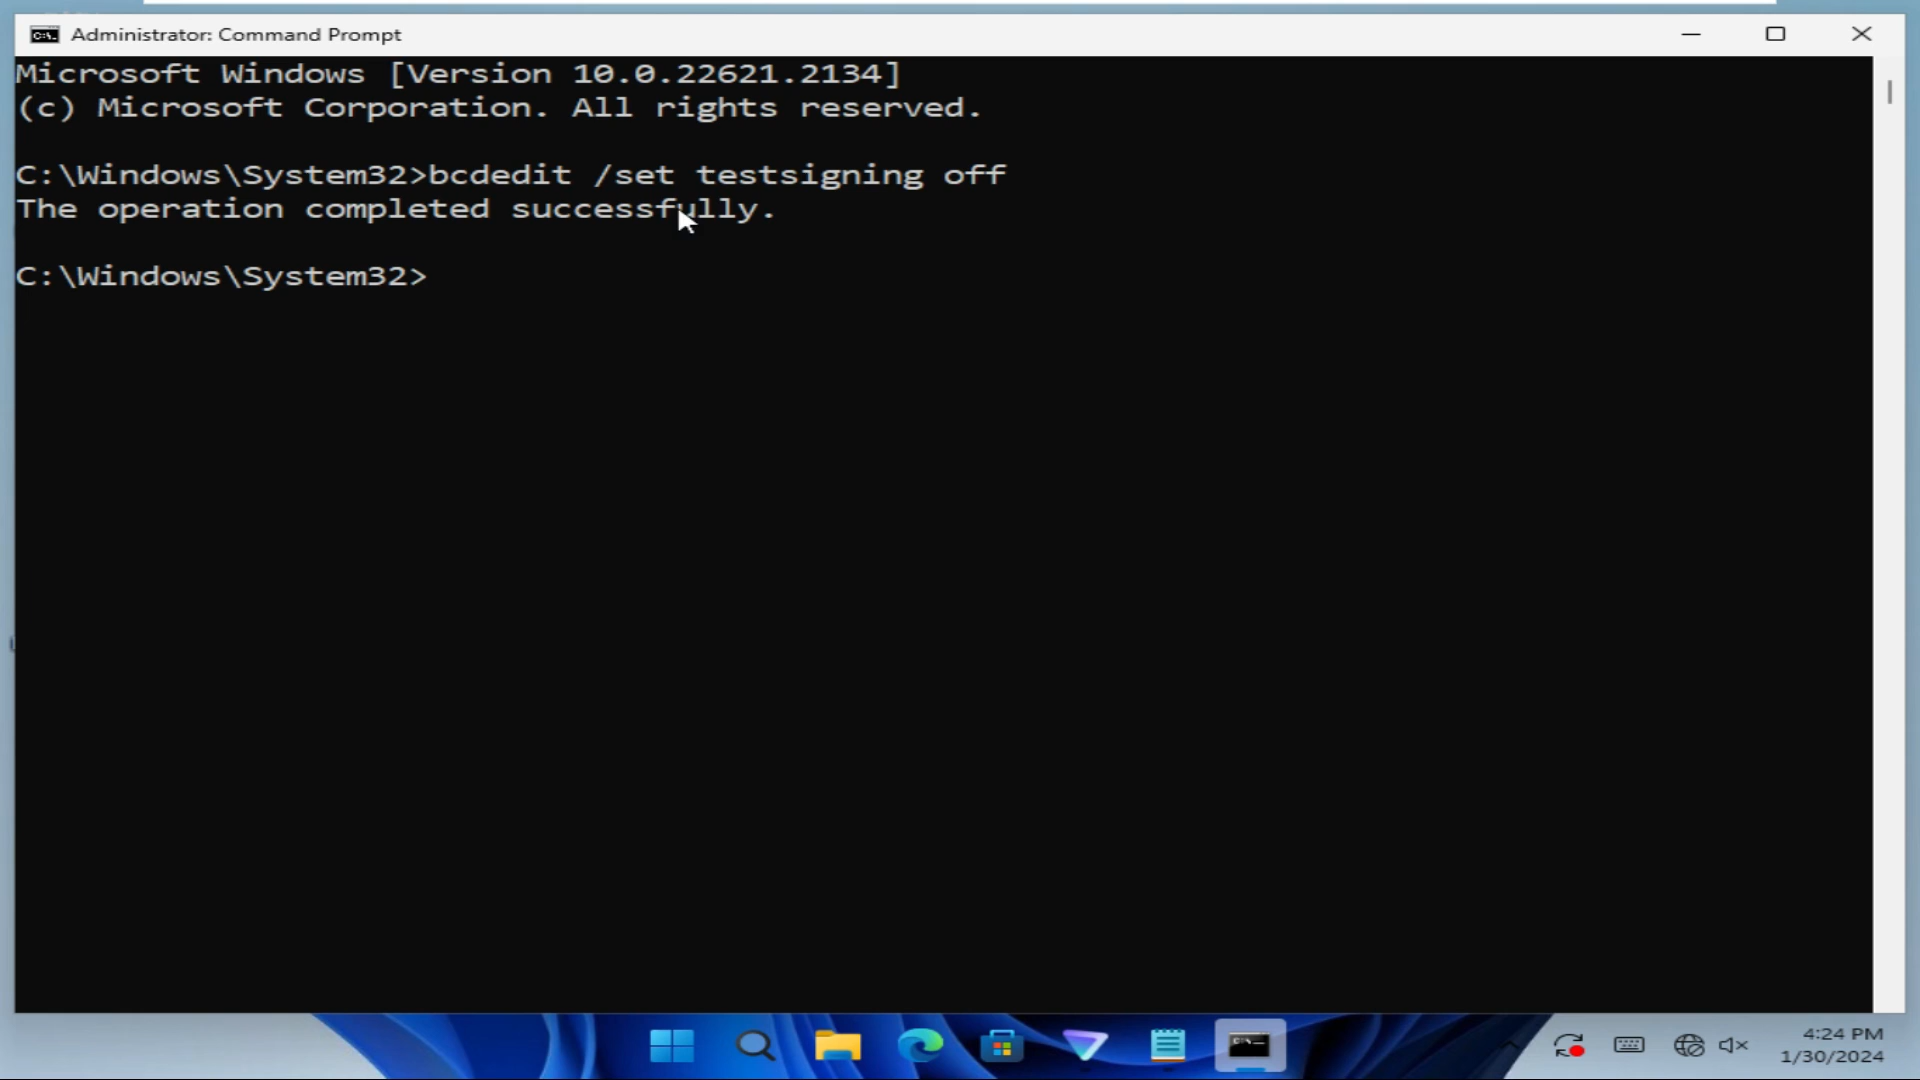 Administrator: Command Prompt
Microsoft Windows [Version 10.0.22621.2134]
(c) Microsoft Corporation. All rights reserved.
C:\Windows\System32>bcdedit /set testsigning off
The operation completed successfully.
C:\Windows\System32>
4:24 PM
1/30/2024